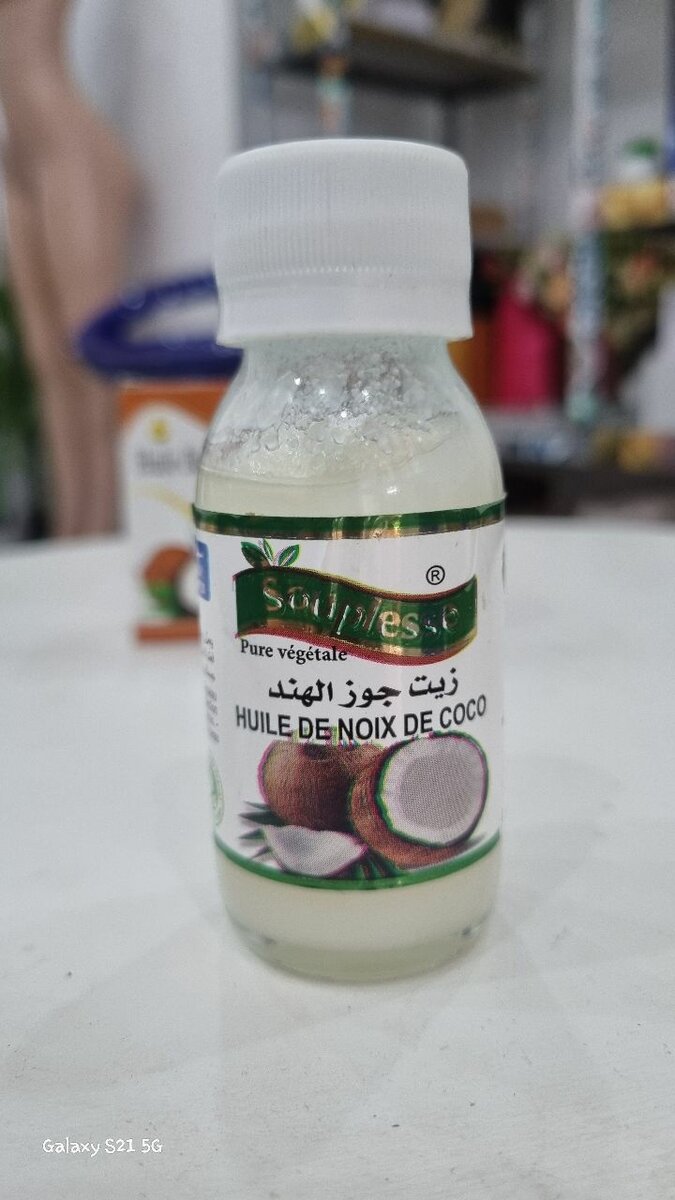 ®
Souplesse
Pure végétale
زيت جوز الهند
HUILE DE NOIX DE COCO
Galaxy S21 5G